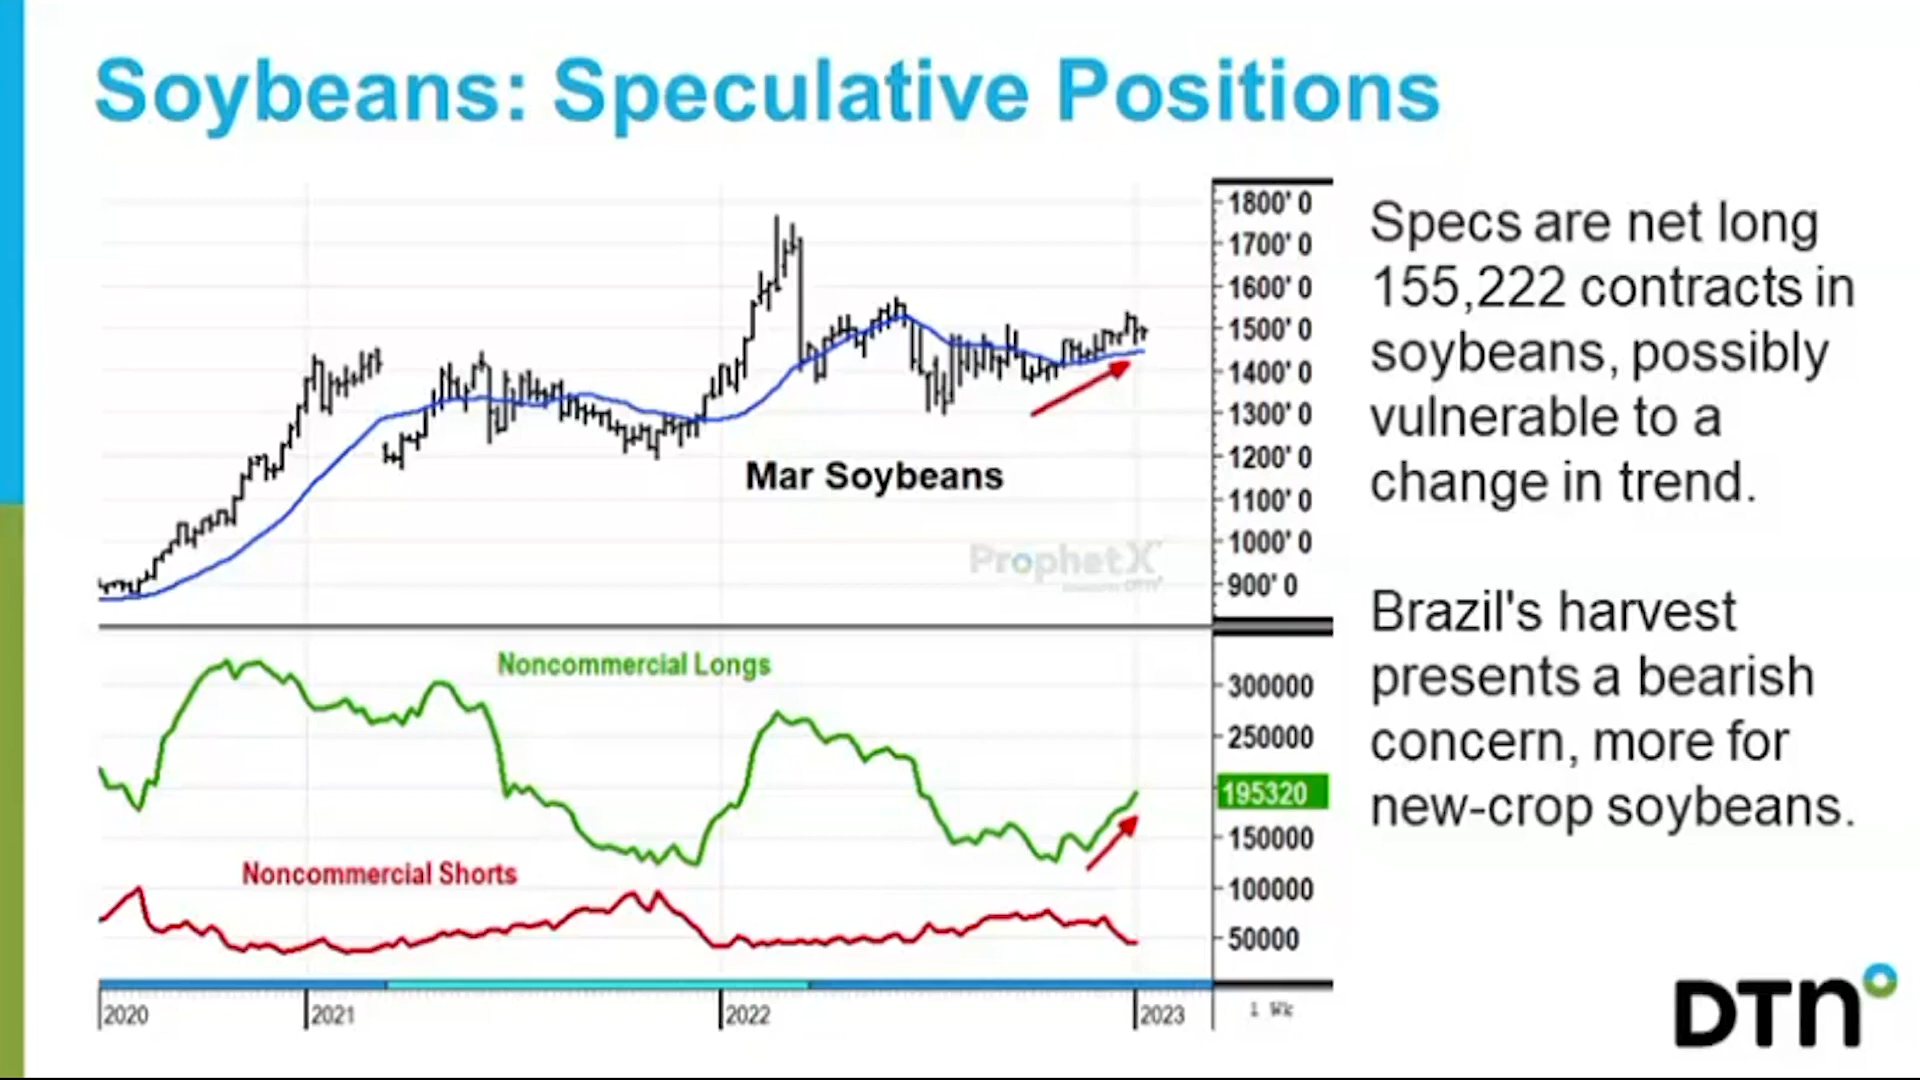 Soybeans: Speculative Positions
1800' 0
1700' 0
1600' 0
1500' 0
1400' 0
1300' 0
1200' 0
1100' 0
1000' 0
900' 0
Mar Soybeans
ProphetX
DTN
Noncommercial Longs
300000
250000
195320
150000
Noncommercial Shorts
100000
50000
2020
2021
2022
2023
1 Wk
Specs are net long
155,222 contracts in
soybeans, possibly
vulnerable to a
change in trend.
Brazil's harvest
presents a bearish
concern, more for
new-crop soybeans.
DTN